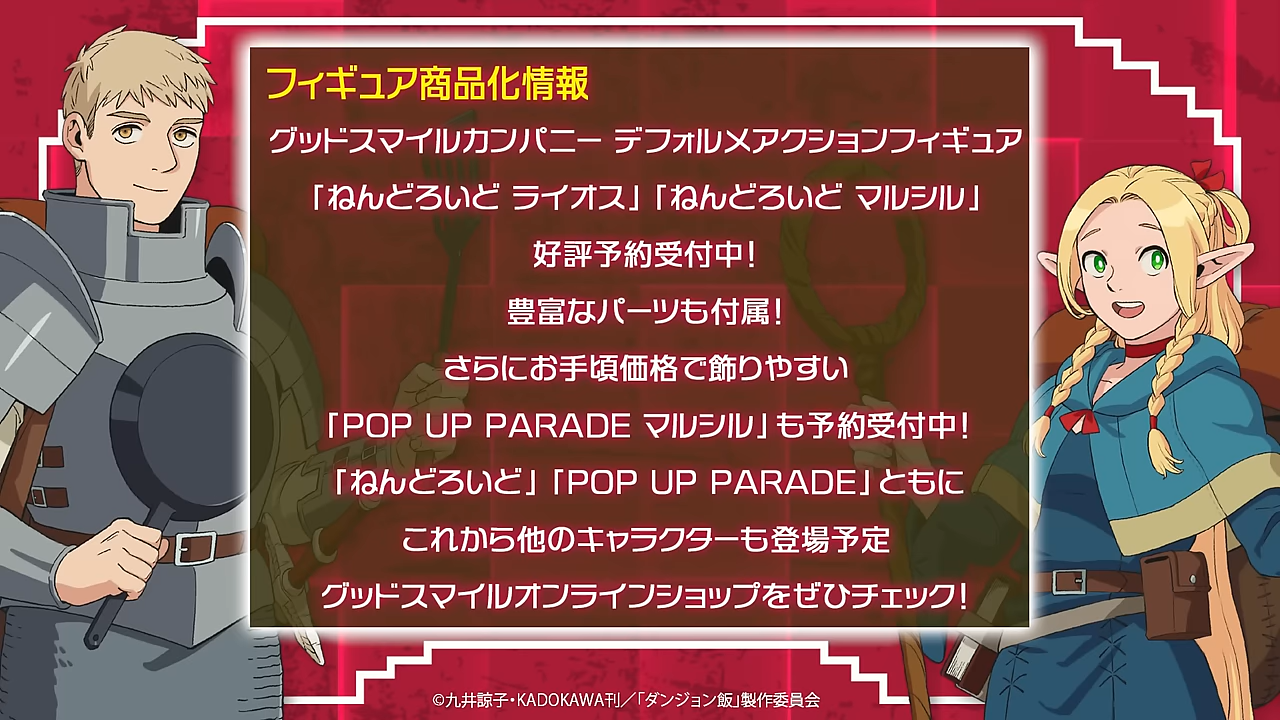 フィギュア商品化情報
グッドスマイルカンパニー デフォルメアクションフィギュア
「ねんどろいど ライオス」「ねんどろいど マルシル」
好評予約受付中！
豊富なパーツも付属！
さらにお手頃価格で飾りやすい
「POP UP PARADE マルシル」も予約受付中！
「ねんどろいど」「POP UP PARADE」ともに
これから他のキャラクターも登場予定
グッドスマイルオンラインショップをぜひチェック！
©九井諒子・KADOKAWA刊／「ダンジョン飯」製作委員会